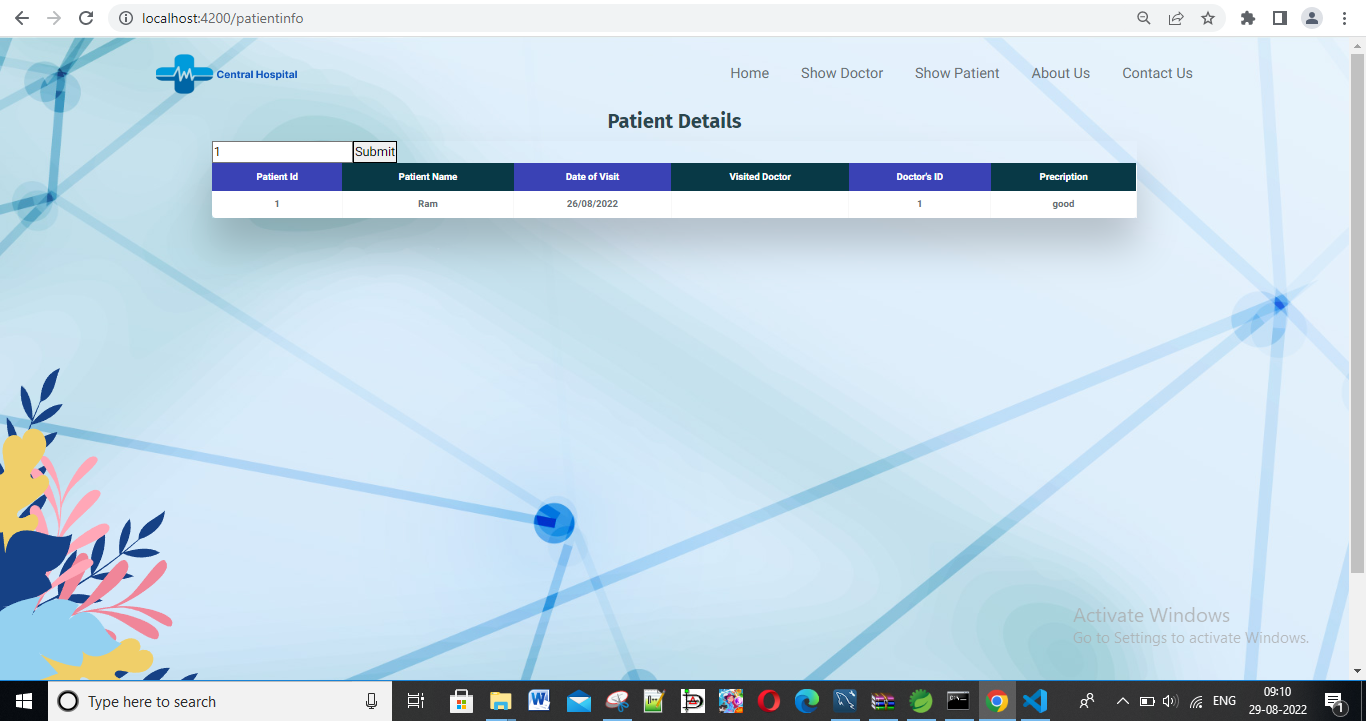 localhost:4200/patientinfo
Central Hospital
Home Show Doctor Show Patient About Us Contact Us
Patient Details
1 Submit
Patient Id Patient Name Date of Visit Visited Doctor Doctor's ID Precription
1 Ram 26/08/2022 1 good
Activate Windows
Go to Settings to activate Windows.
Type here to search
ENG
09:10
29-08-2022
1